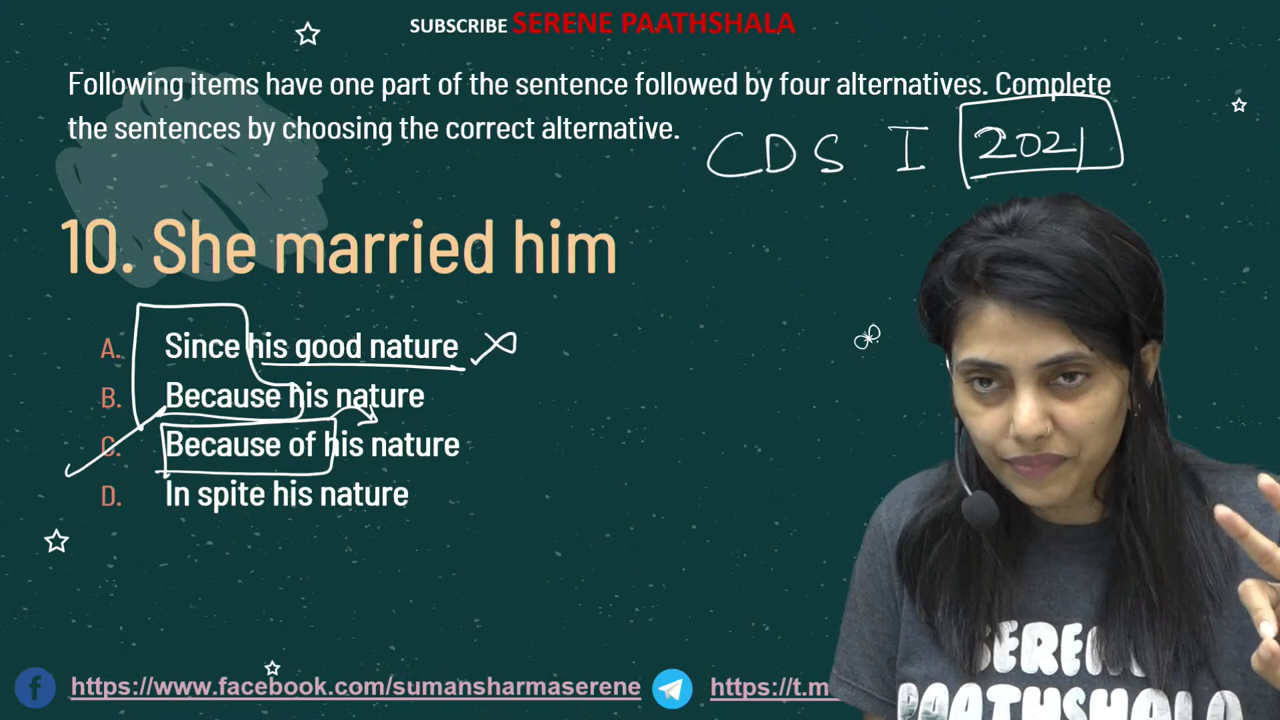 SUBSCRIBE SERENE PAATHSHALA
Following items have one part of the sentence followed by four alternatives. Complete
the sentences by choosing the correct alternative.
CDS I 2021
10. She married him
A. Since his good nature
B. Because his nature
C. Because of his nature
D. In spite his nature
SERENE
PAATHSHALA
https://www.facebook.com/sumansharmaserene
https://t.m